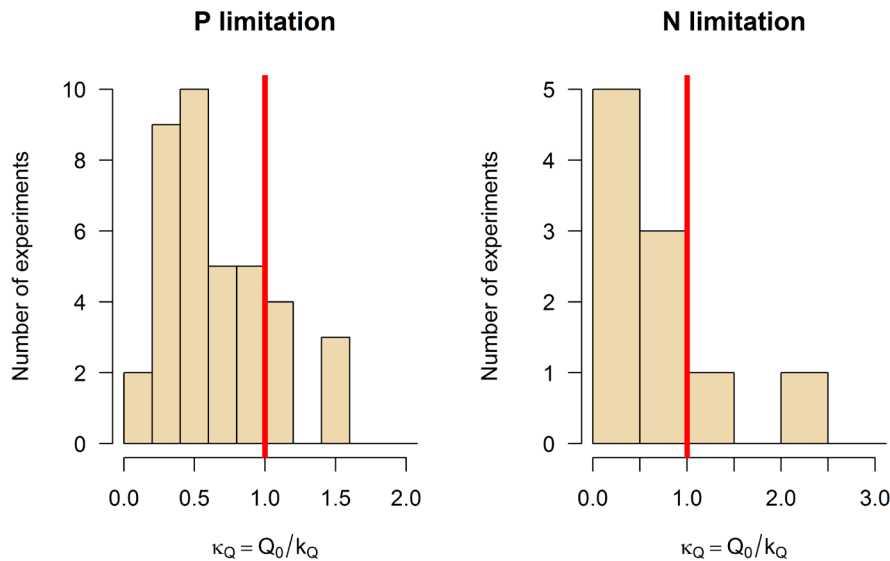 P limitation
Number of experiments
10
8
6
4
2
0
0.0 0.5 1.0 1.5 2.0
κQ = Q0/kQ
N limitation
Number of experiments
5
4
3
2
1
0
0.0 1.0 2.0 3.0
κQ = Q0/kQ